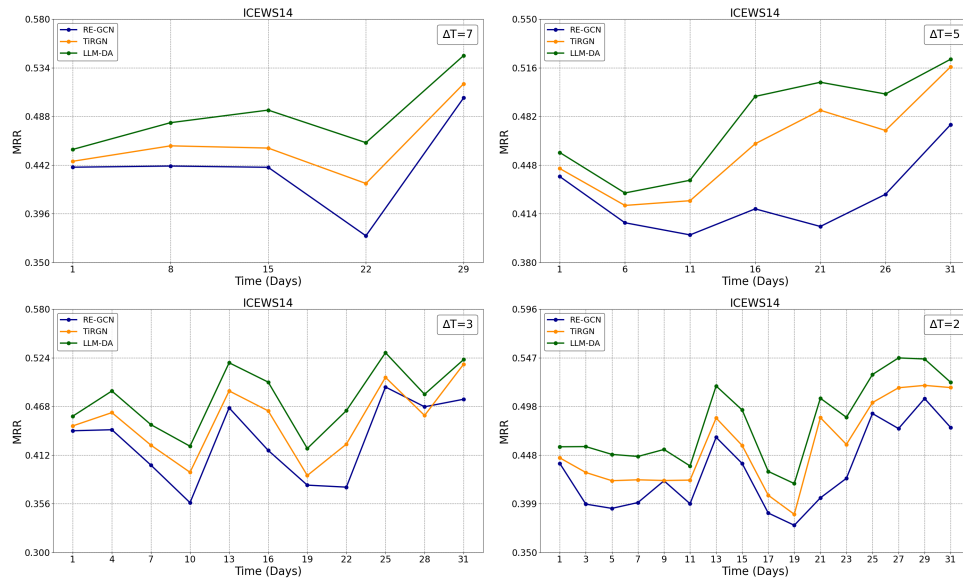 ICEWS14
0.580
0.534
0.488
0.442
0.396
0.350
MRR
RE-GCN
TiRGN
LLM-DA
ΔT=7
1 8 15 22 29
Time (Days)
ICEWS14
0.550
0.516
0.482
0.448
0.414
0.380
MRR
RE-GCN
TiRGN
LLM-DA
ΔT=5
1 6 11 16 21 26 31
Time (Days)
ICEWS14
0.580
0.524
0.468
0.412
0.356
0.300
MRR
RE-GCN
TiRGN
LLM-DA
ΔT=3
1 4 7 10 13 16 19 22 25 28 31
Time (Days)
ICEWS14
0.596
0.547
0.498
0.448
0.399
0.350
MRR
RE-GCN
TiRGN
LLM-DA
ΔT=2
1 3 5 7 9 11 13 15 17 19 21 23 25 27 29 31
Time (Days)